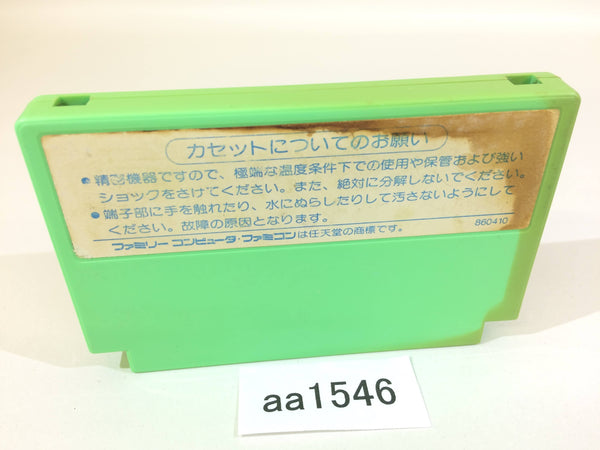 カセットについてのお願い
● 精密機器ですので、極端な温度条件下での使用や保管および強い
ショックをさけてください。また、絶対に分解しないでください。
● 端子部に手を触れたり、水にぬらしたりして汚さないようにして
ください。故障の原因となります。
860410
ファミリー コンピュータ・ファミコンは任天堂の商標です。
aa1546